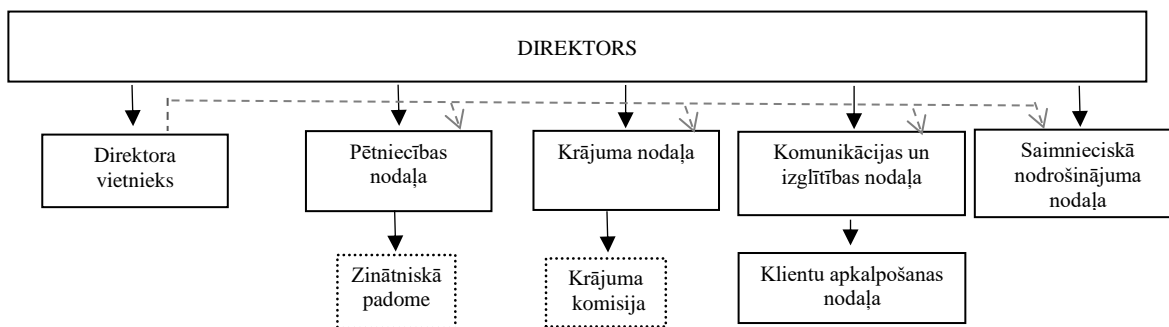 DIREKTORS
Direktora
vietnieks
Pētniecības
nodaļa
Krājuma nodaļa
Komunikācijas un
izglītības nodaļa
Saimnieciskā
nodrošinājuma
nodaļa
Zinātniskā
padome
Krājuma
komisija
Klientu apkalpošanas
nodaļa